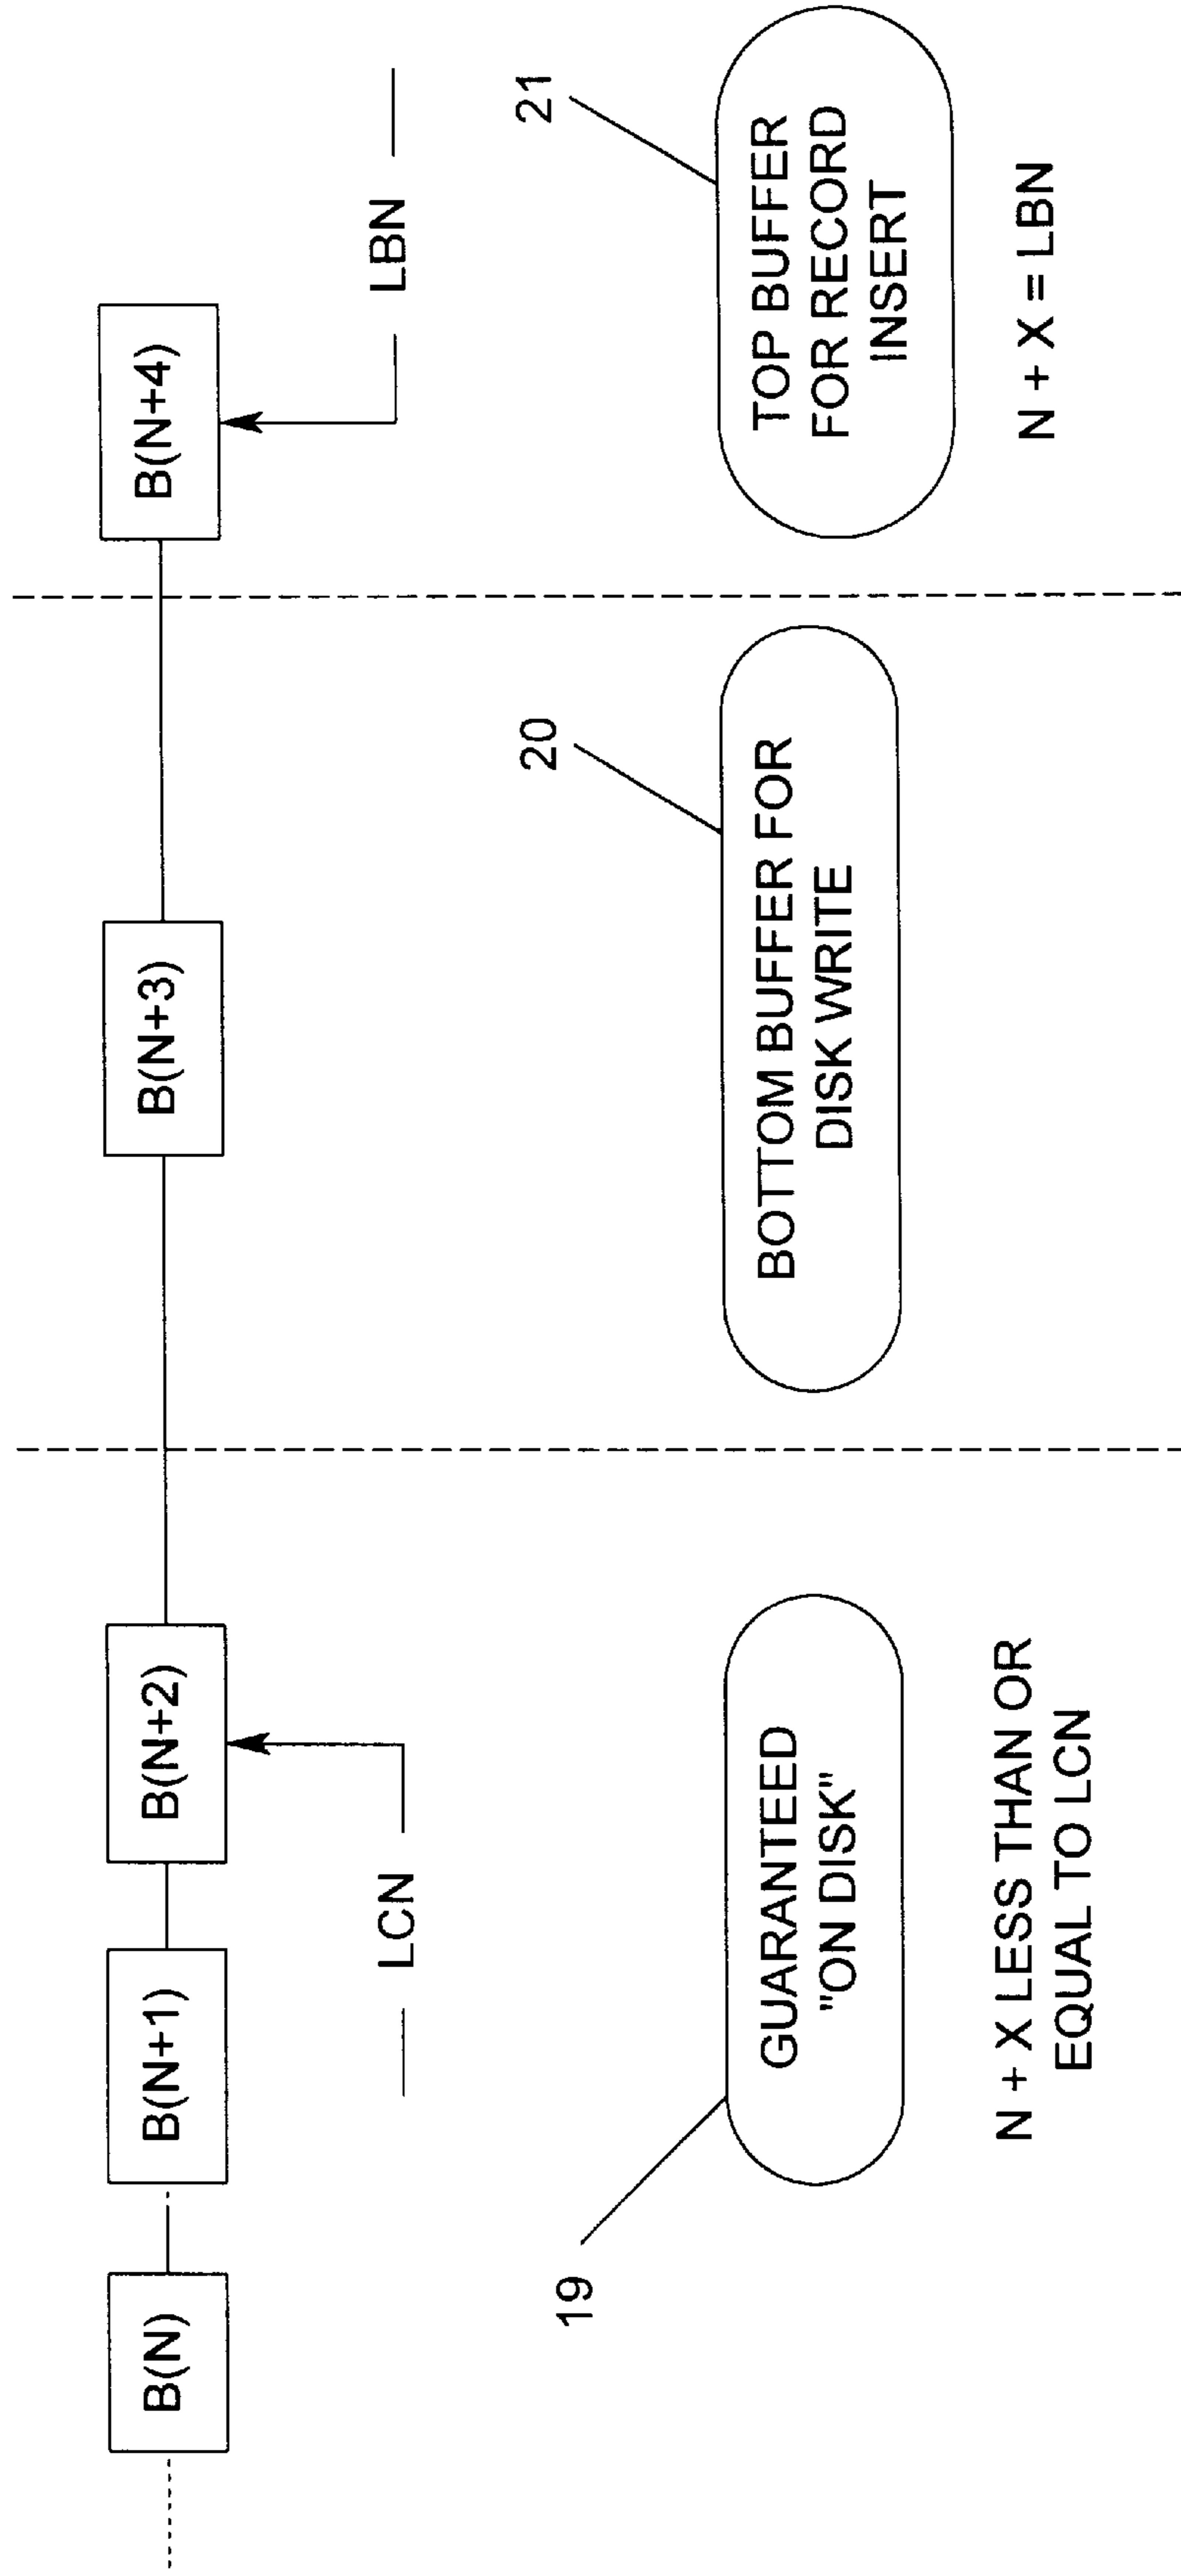 B(N)
B(N+1)
B(N+2)
B(N+3)
B(N+4)
LCN
LBN
19
20
21
GUARANTEED
"ON DISK"
BOTTOM BUFFER FOR
DISK WRITE
TOP BUFFER
FOR RECORD
INSERT
N + X LESS THAN OR
EQUAL TO LCN
N + X = LBN